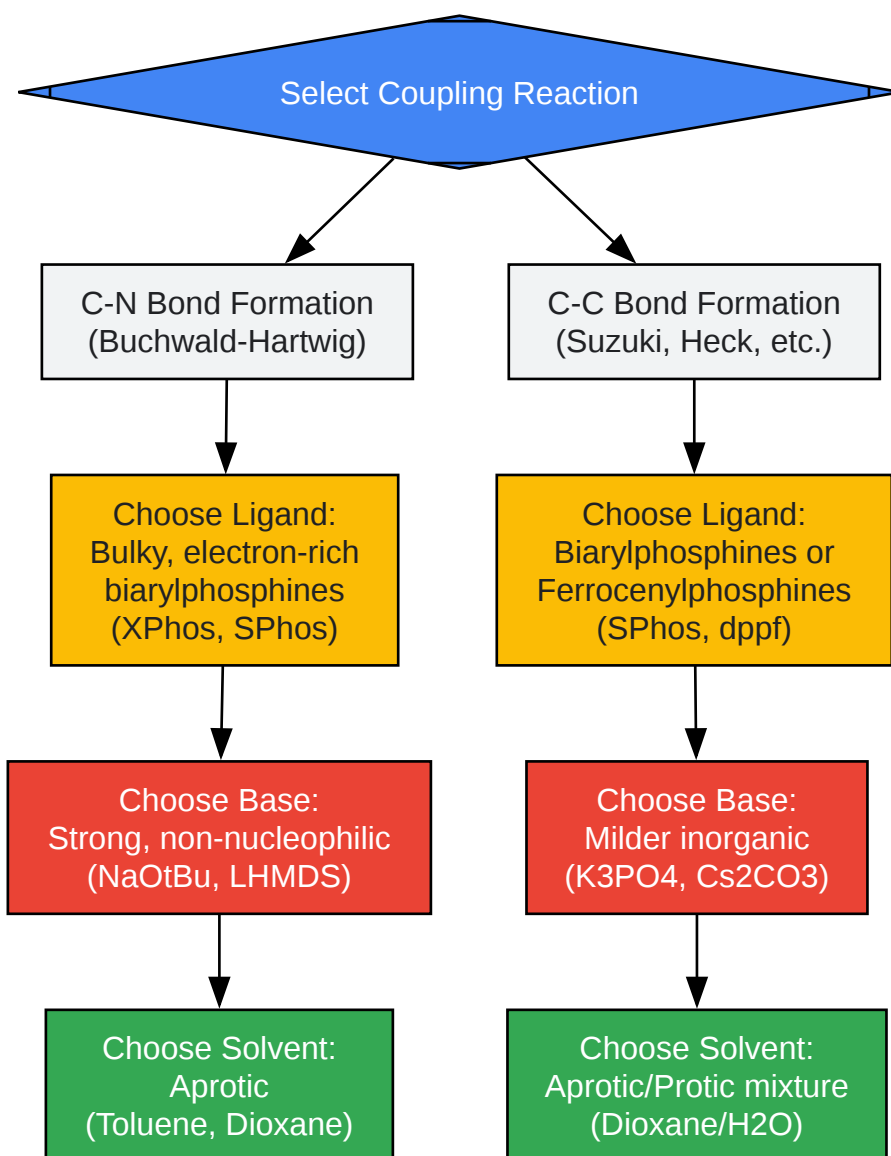 Select Coupling Reaction
C-N Bond Formation
(Buchwald-Hartwig)
C-C Bond Formation
(Suzuki, Heck, etc.)
Choose Ligand:
Bulky, electron-rich
biarylphosphines
(XPhos, SPhos)
Choose Ligand:
Biarylphosphines or
Ferrocenylphosphines
(SPhos, dppf)
Choose Base:
Strong, non-nucleophilic
(NaOtBu, LHMDS)
Choose Base:
Milder inorganic
(K3PO4, Cs2CO3)
Choose Solvent:
Aprotic
(Toluene, Dioxane)
Choose Solvent:
Aprotic/Protic mixture
(Dioxane/H2O)